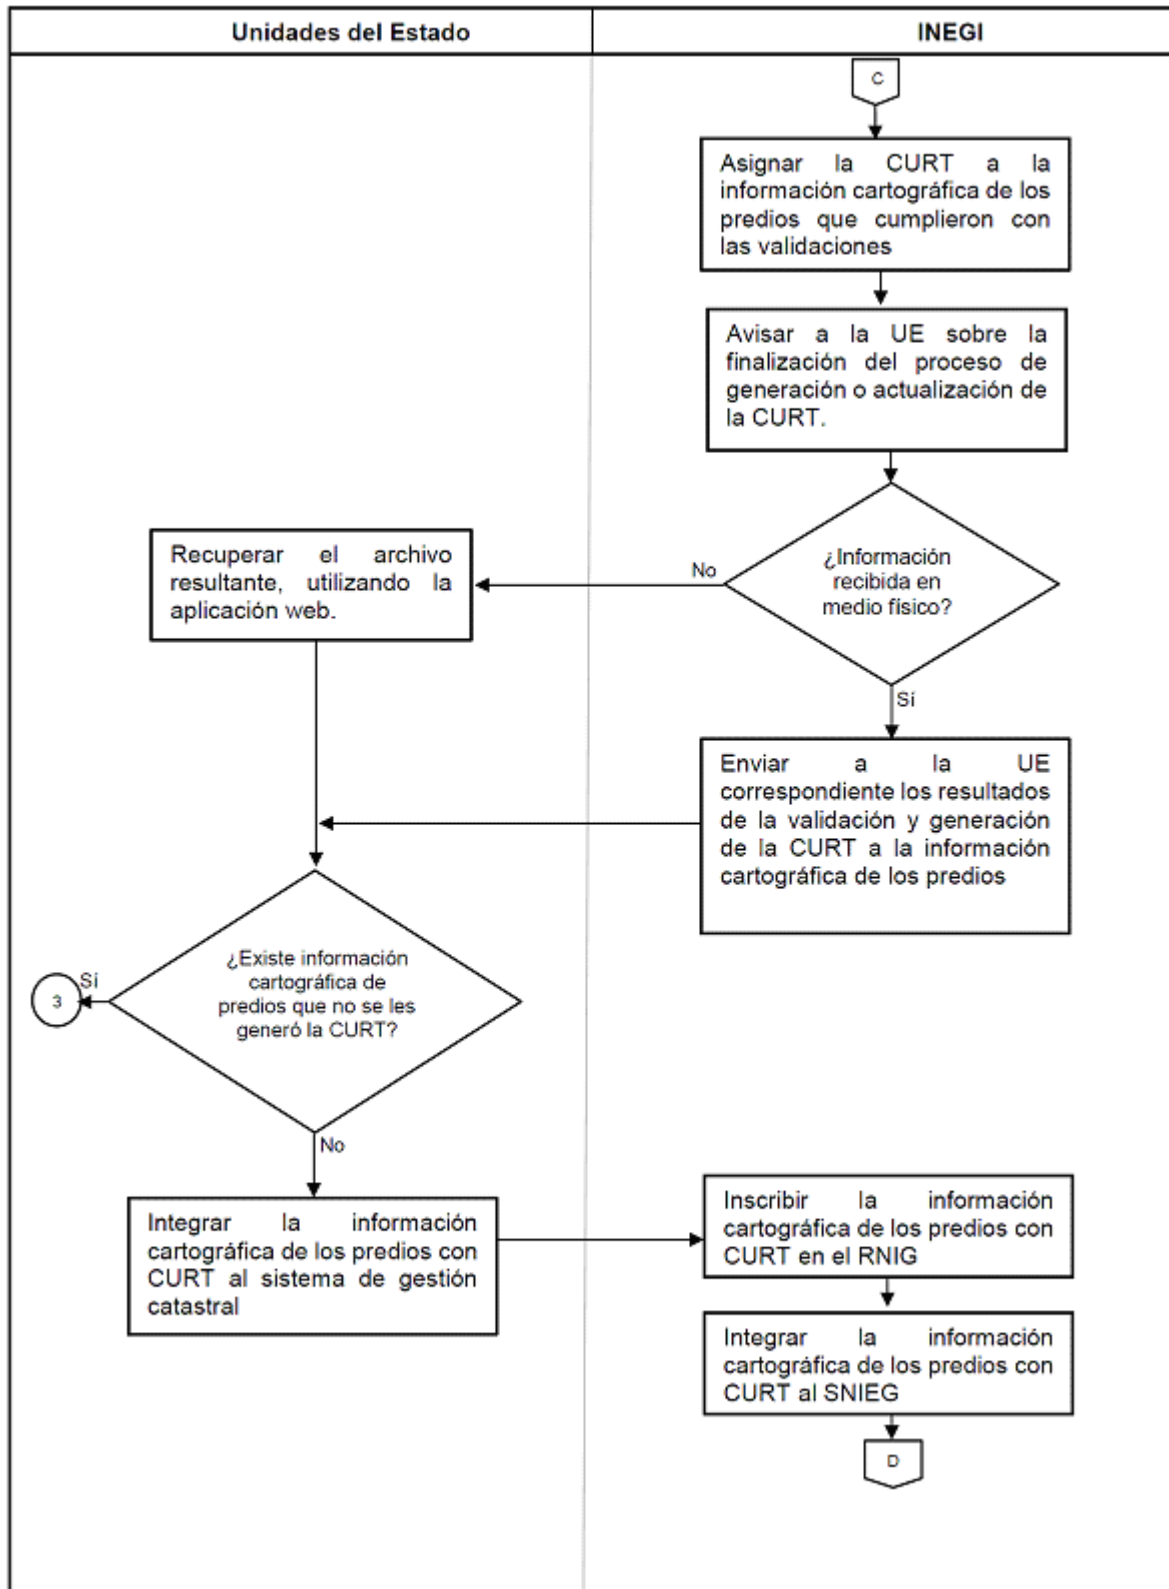 Unidades del Estado
INEGI
C
Asignar la CURT a la
información cartográfica de los
predios que cumplieron con
las validaciones
Avisar a la UE sobre la
finalización del proceso de
generación o actualización de
la CURT.
¿Información
recibida en
medio físico?
No
Recuperar el archivo
resultante, utilizando la
aplicación web.
Sí
Enviar a la UE
correspondiente los resultados
de la validación y generación
de la CURT a la información
cartográfica de los predios
¿Existe información
cartográfica de
predios que no se les
generó la CURT?
Sí
3
No
Integrar la información
cartográfica de los predios con
CURT al sistema de gestión
catastral
Inscribir la información
cartográfica de los predios con
CURT en el RNIG
Integrar la información
cartográfica de los predios con
CURT al SNIEG
D